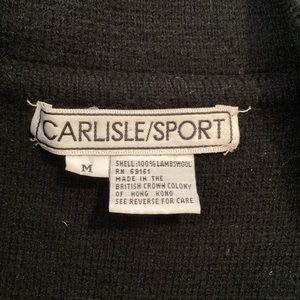 CARLISLE/SPORT
M
SHELL:100% LAMBSWOOL
RN 69161
MADE IN THE
BRITISH CROWN COLONY
OF HONG KONG
SEE REVERSE FOR CARE